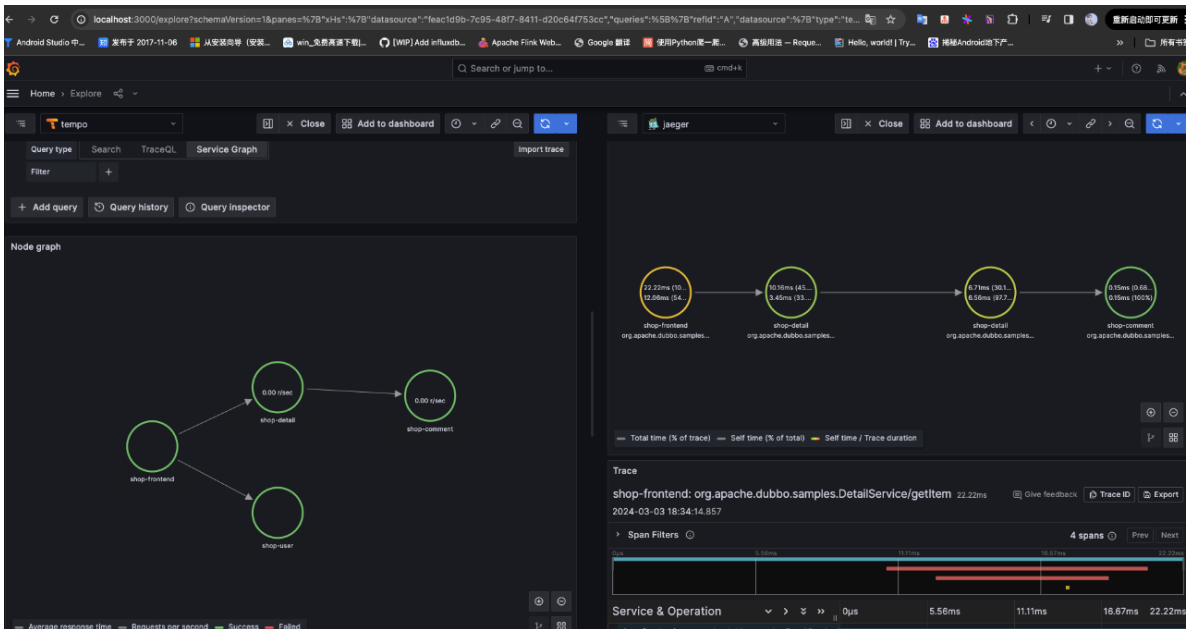 localhost:3000/explore?schemaVersion=1&panes=%7B"xHs":%7B"datasource":"feac1d9b-7c95-48f7-8411-d20c64f753cc","queries":%5B%7B"refId":"A","datasource":%7B"type":"te... 重新启动即可更新
Android Studio 中... 发布于 2017-11-06 从安装向导（安装... win_免费高速下载|... [WIP] Add influxdb... Apache Flink Web... Google 翻译 使用Python爬一爬... 高级用法 — Reque... Hello, world! | Try... 揭秘Android地下产... » 所有书签
Search or jump to... cmd+k
Home › Explore
tempo Close Add to dashboard
Query type Search TraceQL Service Graph Import trace
Filter +
+ Add query Query history Query inspector
Node graph
0.00 r/sec
shop-detail
0.00 r/sec
shop-comment
shop-frontend
shop-user
Average response time Requests per second Success Failed
jaeger Close Add to dashboard
22.22ms (10... 10.16ms (45... 6.71ms (30.1... 0.15ms (0.68...
12.06ms (54... 3.45ms (33.... 6.56ms (97.7... 0.15ms (100%)
shop-frontend shop-detail shop-detail shop-comment
org.apache.dubbo.samples... org.apache.dubbo.samples... org.apache.dubbo.samples... org.apache.dubbo.samples...
Total time (% of trace) Self time (% of total) Self time / Trace duration
Trace
shop-frontend: org.apache.dubbo.samples.DetailService/getItem 22.22ms Give feedback Trace ID Export
2024-03-03 18:34:14.857
› Span Filters 4 spans Prev Next
0μs 5.56ms 11.11ms 16.67ms 22.22ms
Service & Operation 0μs 5.56ms 11.11ms 16.67ms 22.22ms